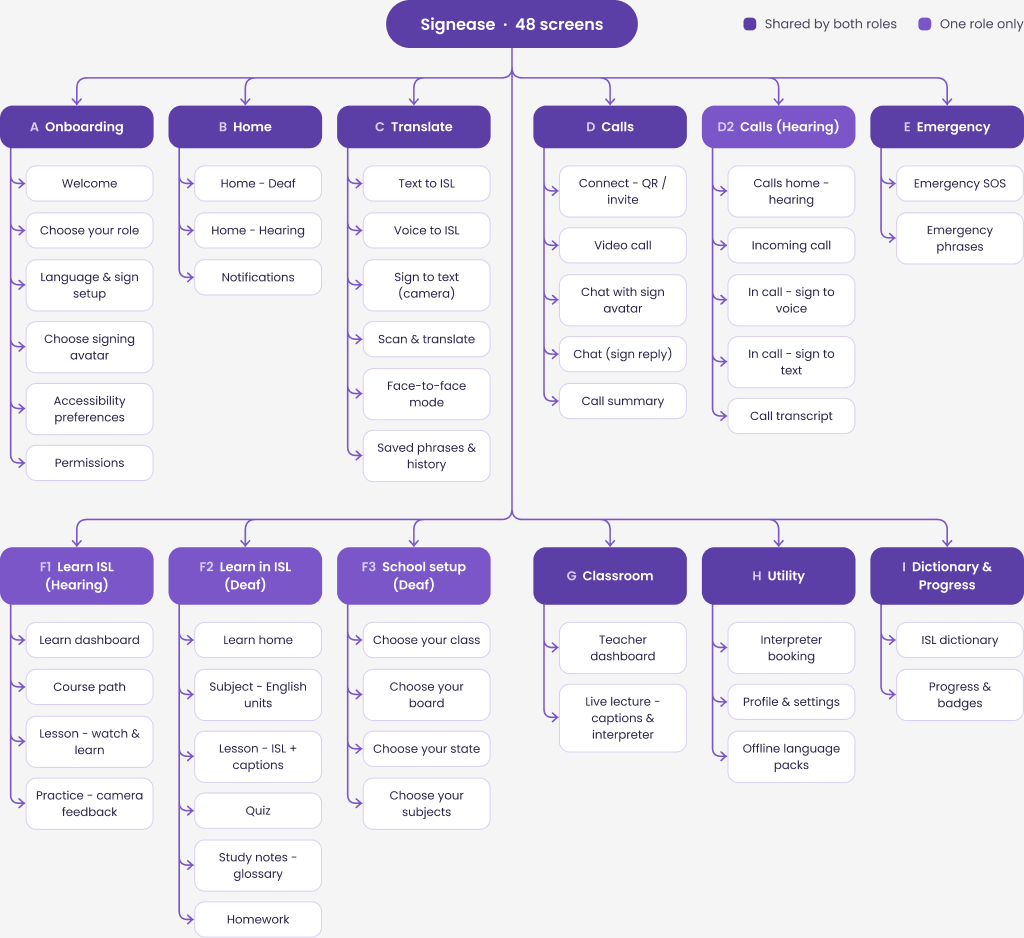 Signease · 48 screens
Shared by both roles
One role only
A Onboarding
Welcome
Choose your role
Language & sign
setup
Choose signing
avatar
Accessibility
preferences
Permissions
B Home
Home - Deaf
Home - Hearing
Notifications
C Translate
Text to ISL
Voice to ISL
Sign to text
(camera)
Scan & translate
Face-to-face
mode
Saved phrases &
history
D Calls
Connect - QR /
invite
Video call
Chat with sign
avatar
Chat (sign reply)
Call summary
D2 Calls (Hearing)
Calls home -
hearing
Incoming call
In call - sign to
voice
In call - sign to
text
Call transcript
E Emergency
Emergency SOS
Emergency
phrases
F1 Learn ISL
(Hearing)
Learn dashboard
Course path
Lesson - watch &
learn
Practice - camera
feedback
F2 Learn in ISL
(Deaf)
Learn home
Subject - English
units
Lesson - ISL +
captions
Quiz
Study notes -
glossary
Homework
F3 School setup
(Deaf)
Choose your class
Choose your
board
Choose your state
Choose your
subjects
G Classroom
Teacher
dashboard
Live lecture -
captions &
interpreter
H Utility
Interpreter
booking
Profile & settings
Offline language
packs
I Dictionary &
Progress
ISL dictionary
Progress &
badges